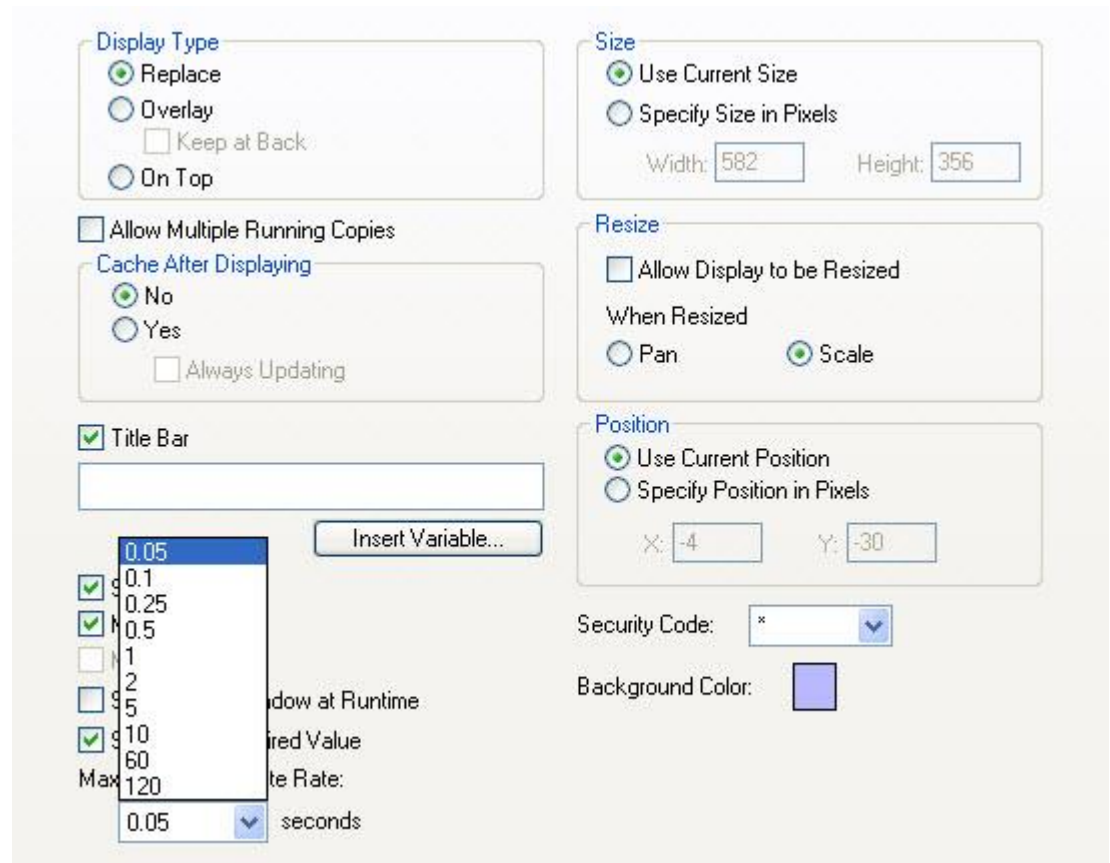 Display Type
Replace
Overlay
Keep at Back
On Top
Allow Multiple Running Copies
Cache After Displaying
No
Yes
Always Updating
Title Bar
Insert Variable...
0.05
0.1
0.25
0.5
1
2
5
10
60
120
dow at Runtime
ired Value
Max
te Rate:
0.05 seconds
Size
Use Current Size
Specify Size in Pixels
Width: 582 Height: 356
Resize
Allow Display to be Resized
When Resized
Pan Scale
Position
Use Current Position
Specify Position in Pixels
X: -4 Y: -30
Security Code: *
Background Color: